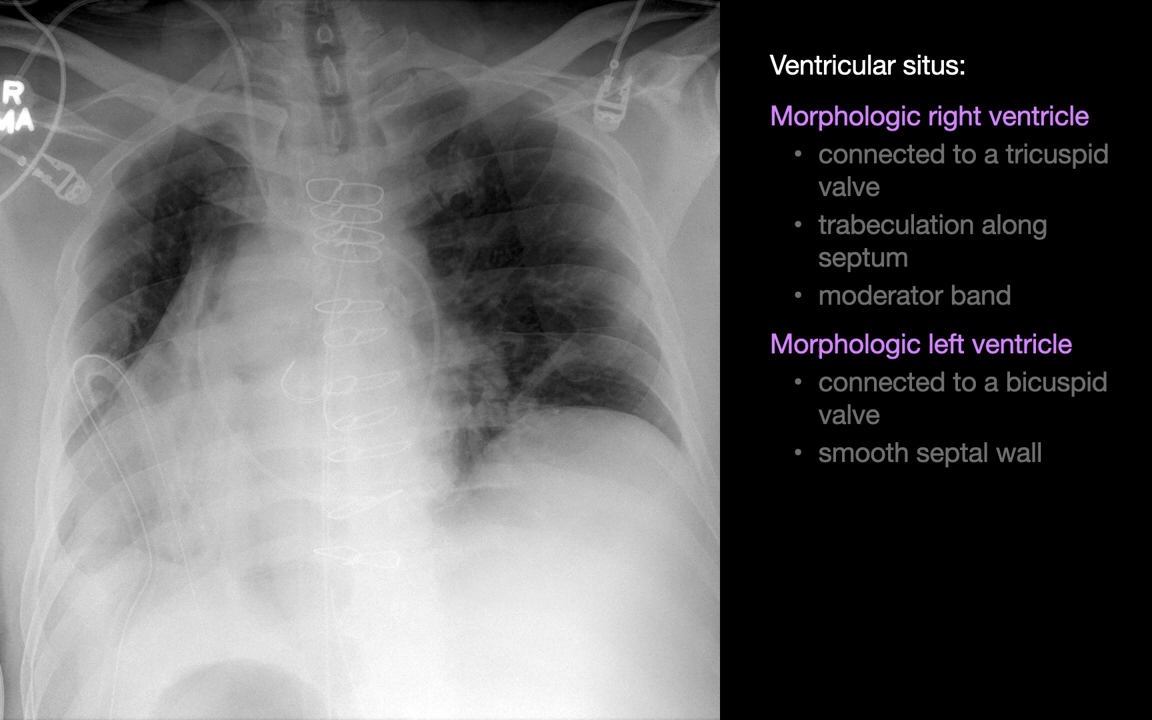 R
MA
Ventricular situs:
Morphologic right ventricle
• connected to a tricuspid
valve
• trabeculation along
septum
• moderator band
Morphologic left ventricle
• connected to a bicuspid
valve
• smooth septal wall